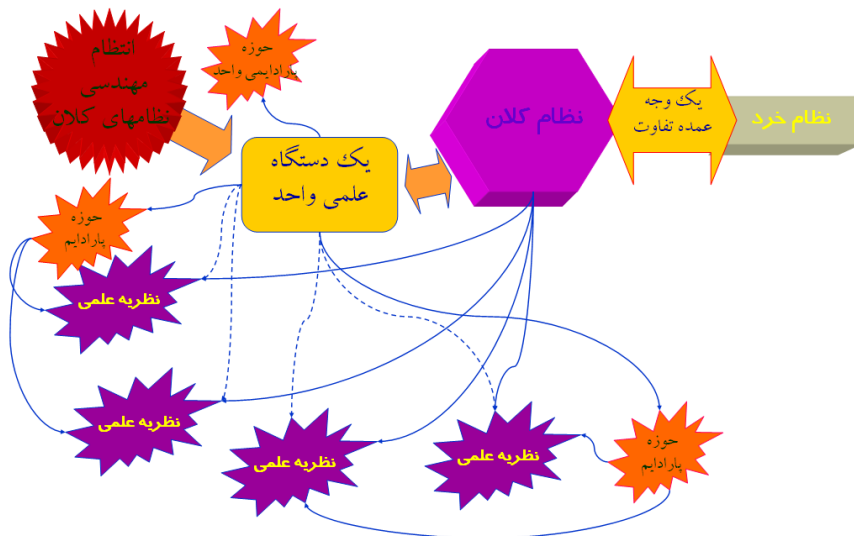 انتظام
مهندسی
نظامهای کلان
حوزه
پارادایمی واحد
نظام کلان
یک وجه
عمده تفاوت
نظام خرد
یک دستگاه
علمی واحد
حوزه
پارادایم
نظریه علمی
نظریه علمی
نظریه علمی
نظریه علمی
حوزه
پارادایم